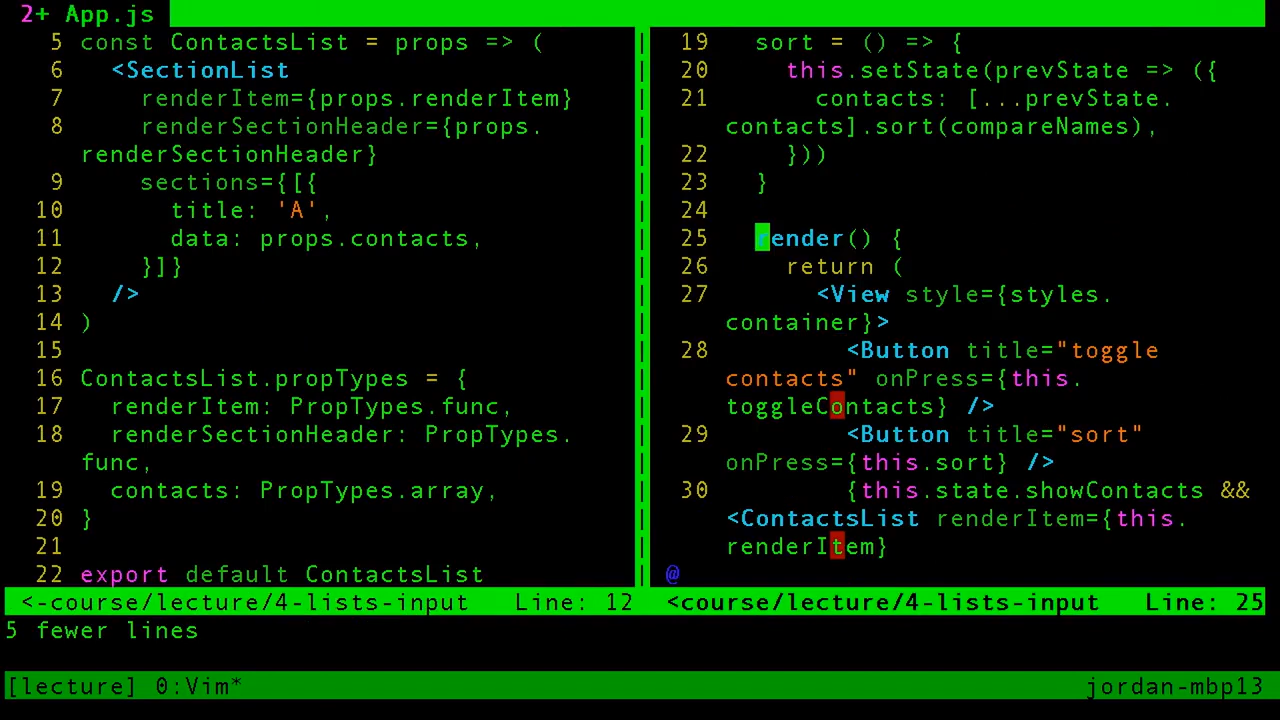 2+ App.js
5 const ContactsList = props => (
6   <SectionList
7     renderItem={props.renderItem}
8     renderSectionHeader={props.
renderSectionHeader}
9     sections={[{
10       title: 'A',
11       data: props.contacts,
12     }]}
13   />
14 )
15
16 ContactsList.propTypes = {
17   renderItem: PropTypes.func,
18   renderSectionHeader: PropTypes.
func,
19   contacts: PropTypes.array,
20 }
21
22 export default ContactsList
<-course/lecture/4-lists-input   Line: 12
19   sort = () => {
20     this.setState(prevState => ({
21       contacts: [...prevState.
contacts].sort(compareNames),
22     }))
23   }
24
25   render() {
26     return (
27       <View style={styles.
container}>
28         <Button title="toggle
contacts" onPress={this.
toggleContacts} />
29         <Button title="sort"
onPress={this.sort} />
30         {this.state.showContacts &&
<ContactsList renderItem={this.
renderItem}
@
<course/lecture/4-lists-input   Line: 25
5 fewer lines
[lecture] 0:Vim*
jordan-mbp13